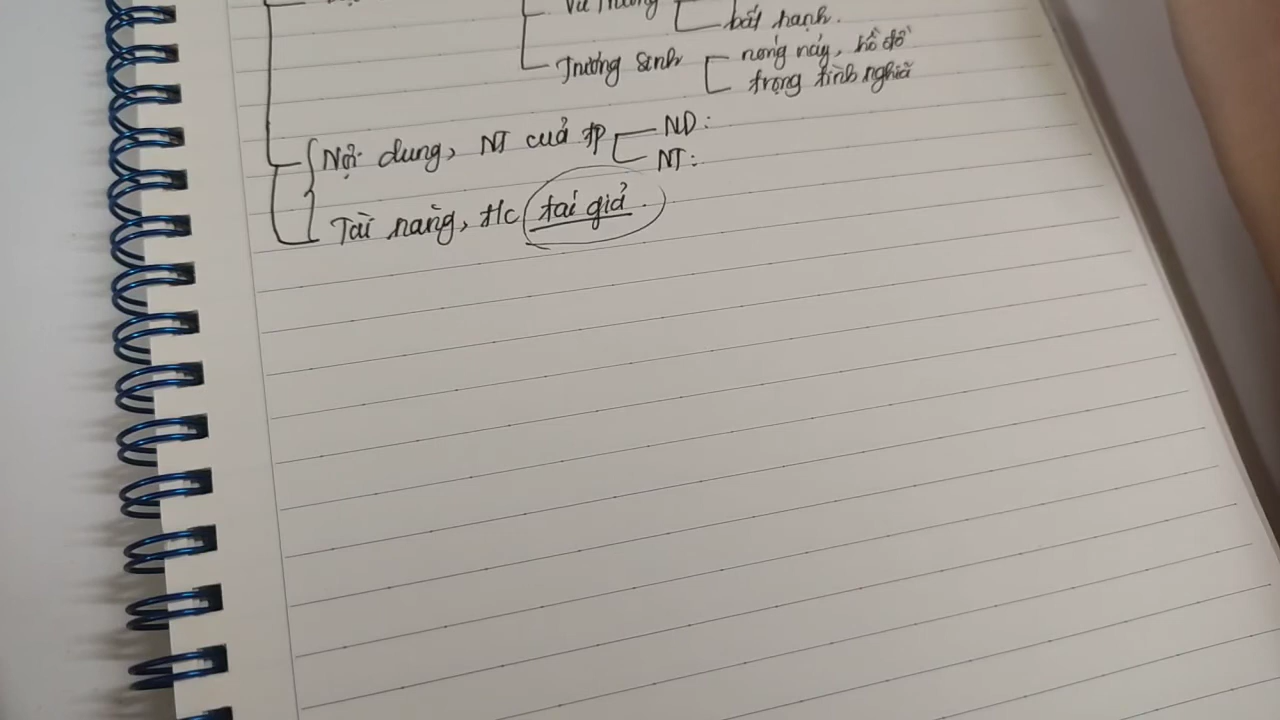 bất hạnh.
Trương Sinh
nóng nảy, hồ đồ
trọng tình nghĩa
Nội dung, NT của tp
ND:
NT:
Tài năng, tlc tác giả.